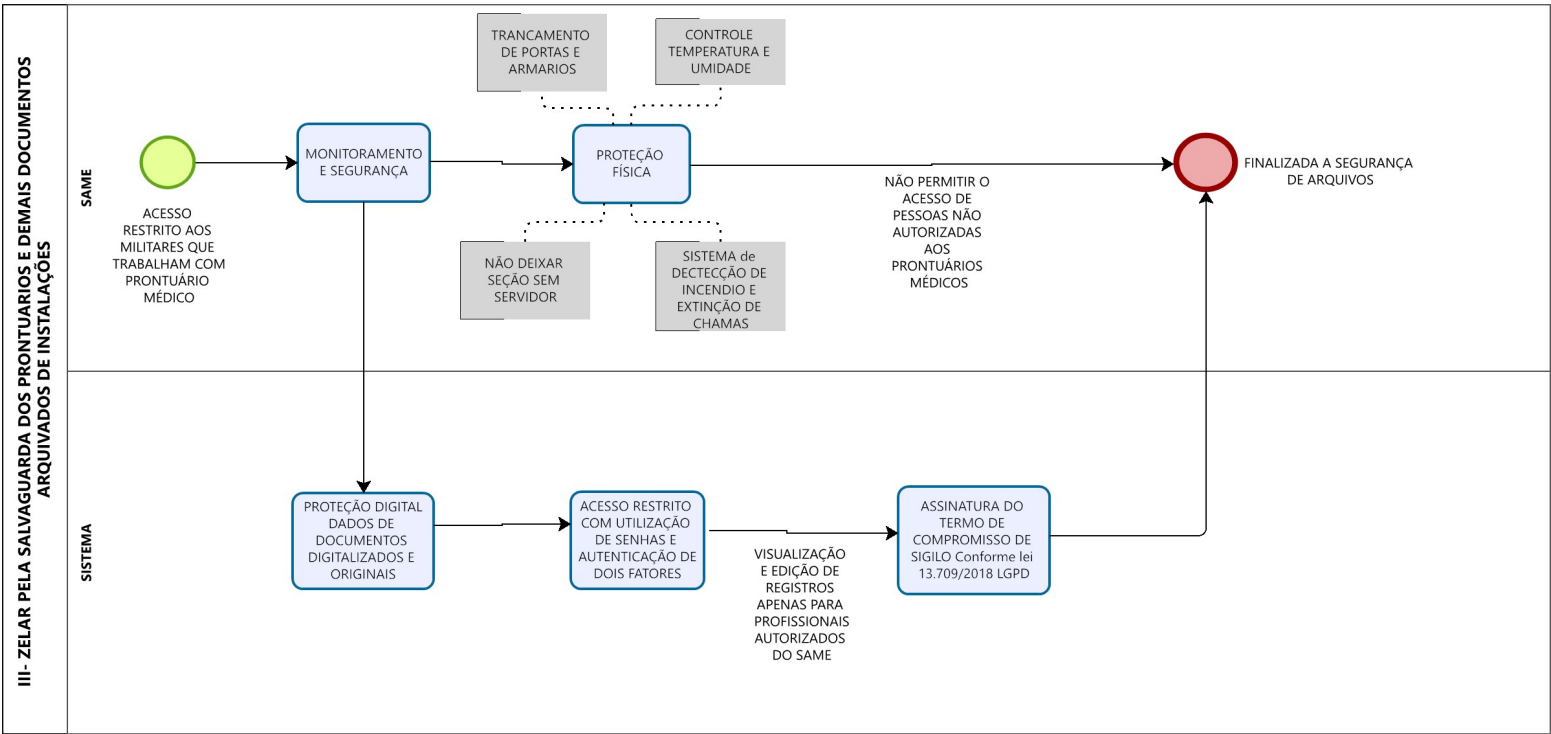 III- ZELAR PELA SALVAGUARDA DOS PRONTUARIOS E DEMAIS DOCUMENTOS
ARQUIVADOS DE INSTALAÇÕES
SAME
ACESSO
RESTRITO AOS
MILITARES QUE
TRABALHAM COM
PRONTUÁRIO
MÉDICO
MONITORAMENTO
E SEGURANÇA
TRANCAMENTO
DE PORTAS E
ARMARIOS
CONTROLE
TEMPERATURA E
UMIDADE
PROTEÇÃO
FÍSICA
NÃO DEIXAR
SEÇÃO SEM
SERVIDOR
SISTEMA de
DECTECÇÃO DE
INCENDIO E
EXTINÇÃO DE
CHAMAS
NÃO PERMITIR O
ACESSO DE
PESSOAS NÃO
AUTORIZADAS
AOS
PRONTUÁRIOS
MÉDICOS
FINALIZADA A SEGURANÇA
DE ARQUIVOS
SISTEMA
PROTEÇÃO DIGITAL
DADOS DE
DOCUMENTOS
DIGITALIZADOS E
ORIGINAIS
ACESSO RESTRITO
COM UTILIZAÇÃO
DE SENHAS E
AUTENTICAÇÃO DE
DOIS FATORES
VISUALIZAÇÃO
E EDIÇÃO DE
REGISTROS
APENAS PARA
PROFISSIONAIS
AUTORIZADOS
DO SAME
ASSINATURA DO
TERMO DE
COMPROMISSO DE
SIGILO Conforme lei
13.709/2018 LGPD